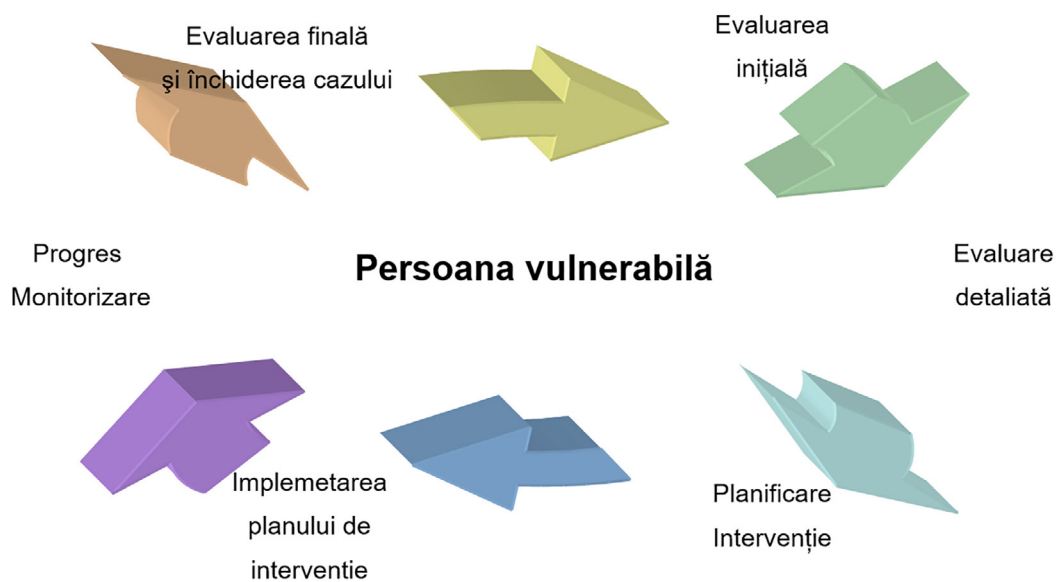 Evaluarea finală
şi închiderea cazului
Evaluarea
inițială
Progres
Monitorizare
Persoana vulnerabilă
Evaluare
detaliată
Implemetarea
planului de
interventie
Planificare
Intervenție